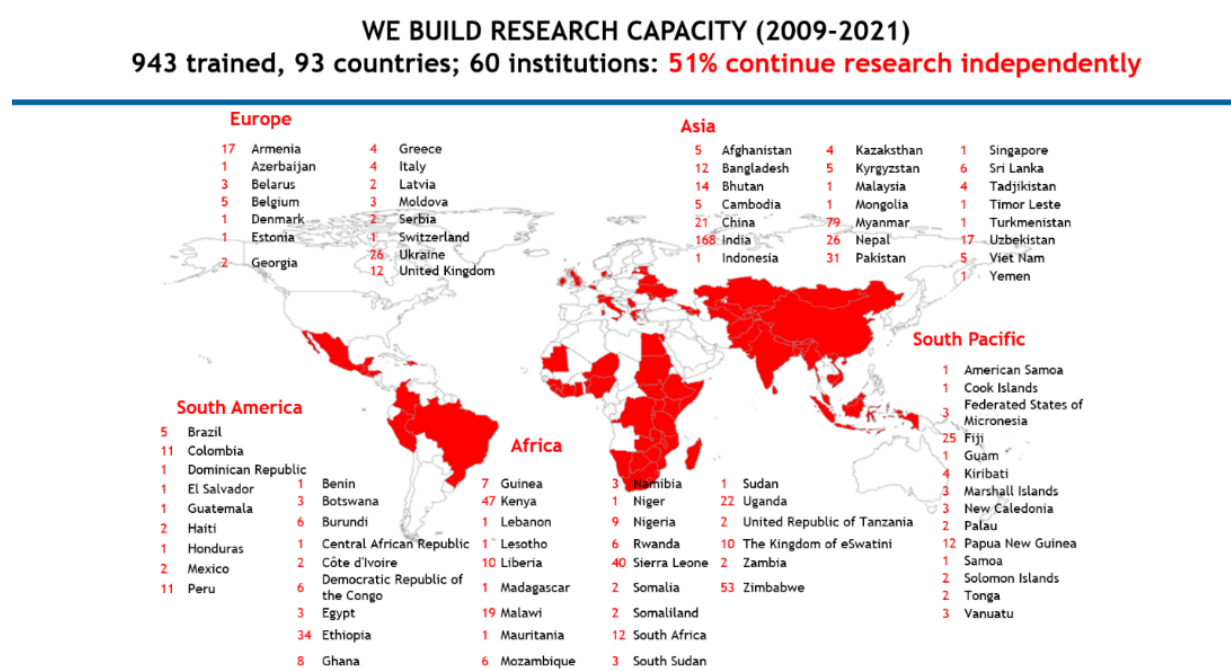 WE BUILD RESEARCH CAPACITY (2009-2021)
943 trained, 93 countries; 60 institutions: 51% continue research independently
Europe
17 Armenia
1 Azerbaijan
3 Belarus
5 Belgium
1 Denmark
1 Estonia
2 Georgia
4 Greece
4 Italy
2 Latvia
3 Moldova
2 Serbia
1 Switzerland
26 Ukraine
12 United Kingdom
Asia
5 Afghanistan
12 Bangladesh
14 Bhutan
5 Cambodia
21 China
168 India
1 Indonesia
4 Kazaksthan
5 Kyrgyzstan
1 Malaysia
1 Mongolia
79 Myanmar
26 Nepal
31 Pakistan
1 Singapore
6 Sri Lanka
4 Tadjikistan
1 Timor Leste
1 Turkmenistan
17 Uzbekistan
5 Viet Nam
1 Yemen
South Pacific
1 American Samoa
1 Cook Islands
3 Federated States of
Micronesia
25 Fiji
1 Guam
4 Kiribati
3 Marshall Islands
3 New Caledonia
2 Palau
12 Papua New Guinea
1 Samoa
2 Solomon Islands
2 Tonga
3 Vanuatu
South America
5 Brazil
11 Colombia
1 Dominican Republic
1 El Salvador
1 Guatemala
2 Haiti
1 Honduras
2 Mexico
11 Peru
Africa
1 Benin
3 Botswana
6 Burundi
1 Central African Republic
2 Côte d'Ivoire
6 Democratic Republic of
the Congo
3 Egypt
34 Ethiopia
8 Ghana
7 Guinea
47 Kenya
1 Lebanon
1 Lesotho
10 Liberia
1 Madagascar
19 Malawi
1 Mauritania
6 Mozambique
3 Namibia
1 Niger
9 Nigeria
6 Rwanda
40 Sierra Leone
2 Somalia
2 Somaliland
12 South Africa
3 South Sudan
1 Sudan
22 Uganda
2 United Republic of Tanzania
10 The Kingdom of eSwatini
2 Zambia
53 Zimbabwe